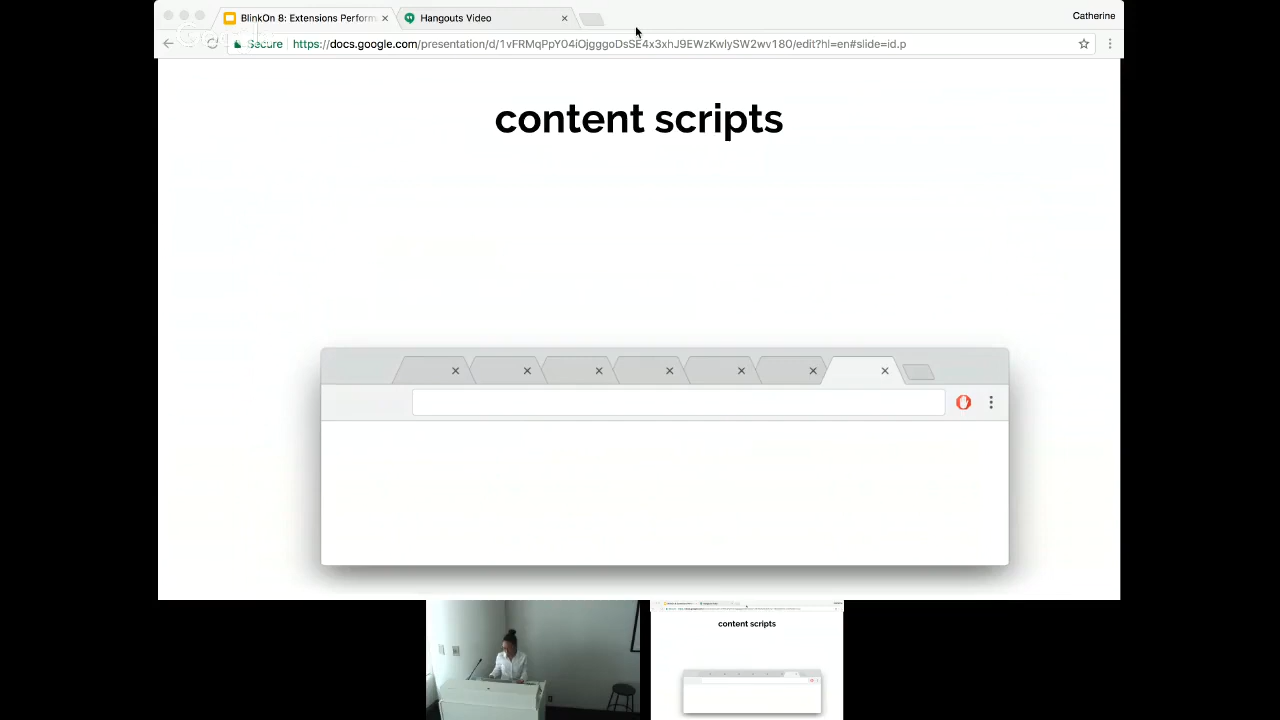 BlinkOn 8: Extensions Perform
Hangouts Video
Catherine
Secure
https://docs.google.com/presentation/d/1vFRMqPpY04iOjgggoDsSE4x3xhJ9EWzKwlySW2wv180/edit?hl=en#slide=id.p
content scripts
content scripts